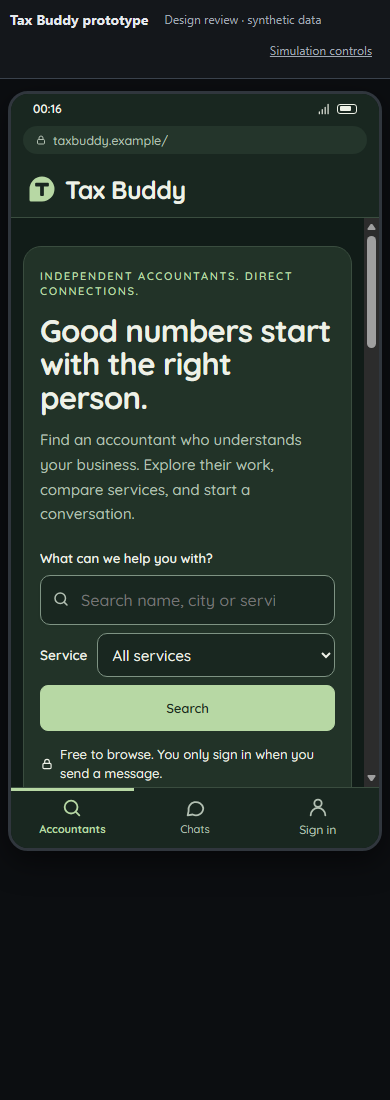 Tax Buddy prototype Design review · synthetic data
Simulation controls
00:16
taxbuddy.example/
Tax Buddy
INDEPENDENT ACCOUNTANTS. DIRECT
CONNECTIONS.
Good numbers start
with the right
person.
Find an accountant who understands
your business. Explore their work,
compare services, and start a
conversation.
What can we help you with?
Search name, city or servi
Service All services
Search
Free to browse. You only sign in when you
send a message.
Accountants Chats Sign in